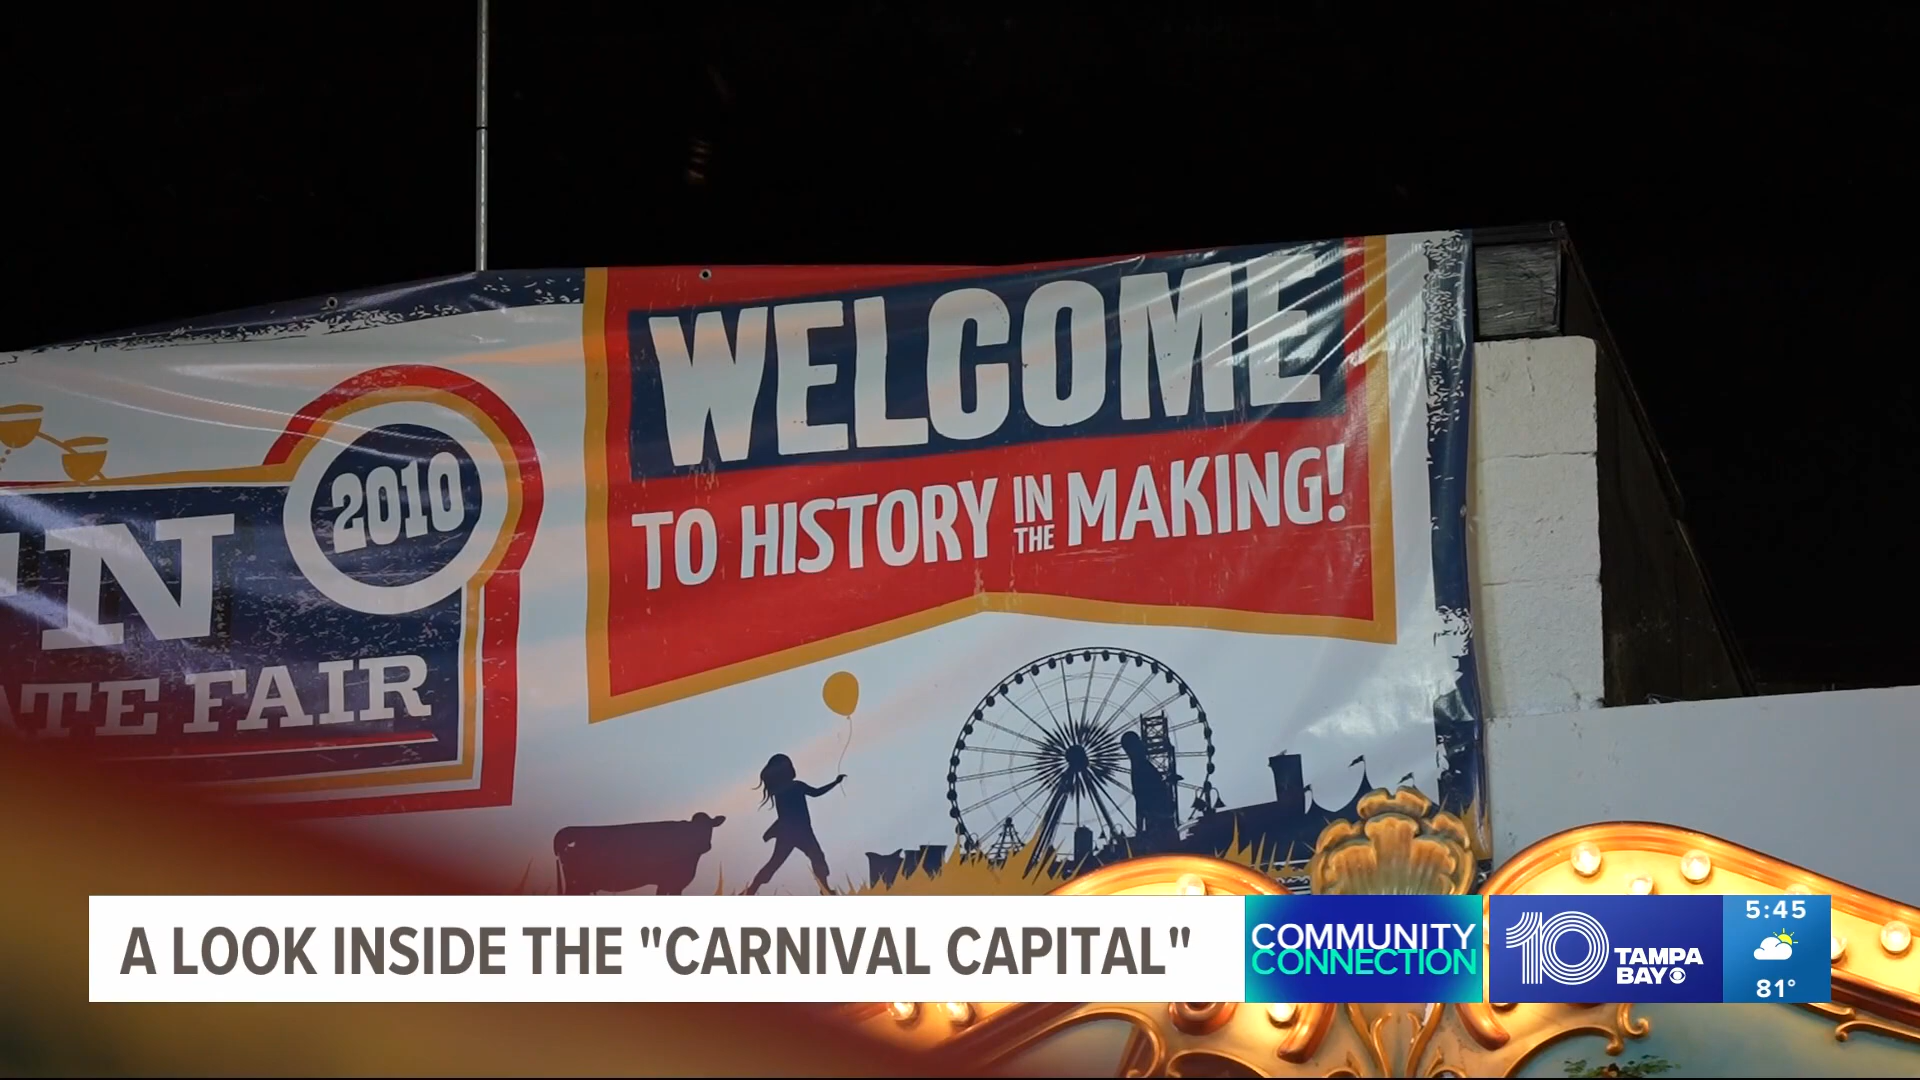 WELCOME
TO HISTORY IN THE MAKING!
2010
FAIR
A LOOK INSIDE THE "CARNIVAL CAPITAL"
COMMUNITY
CONNECTION
10 TAMPA
BAY
5:45
81°